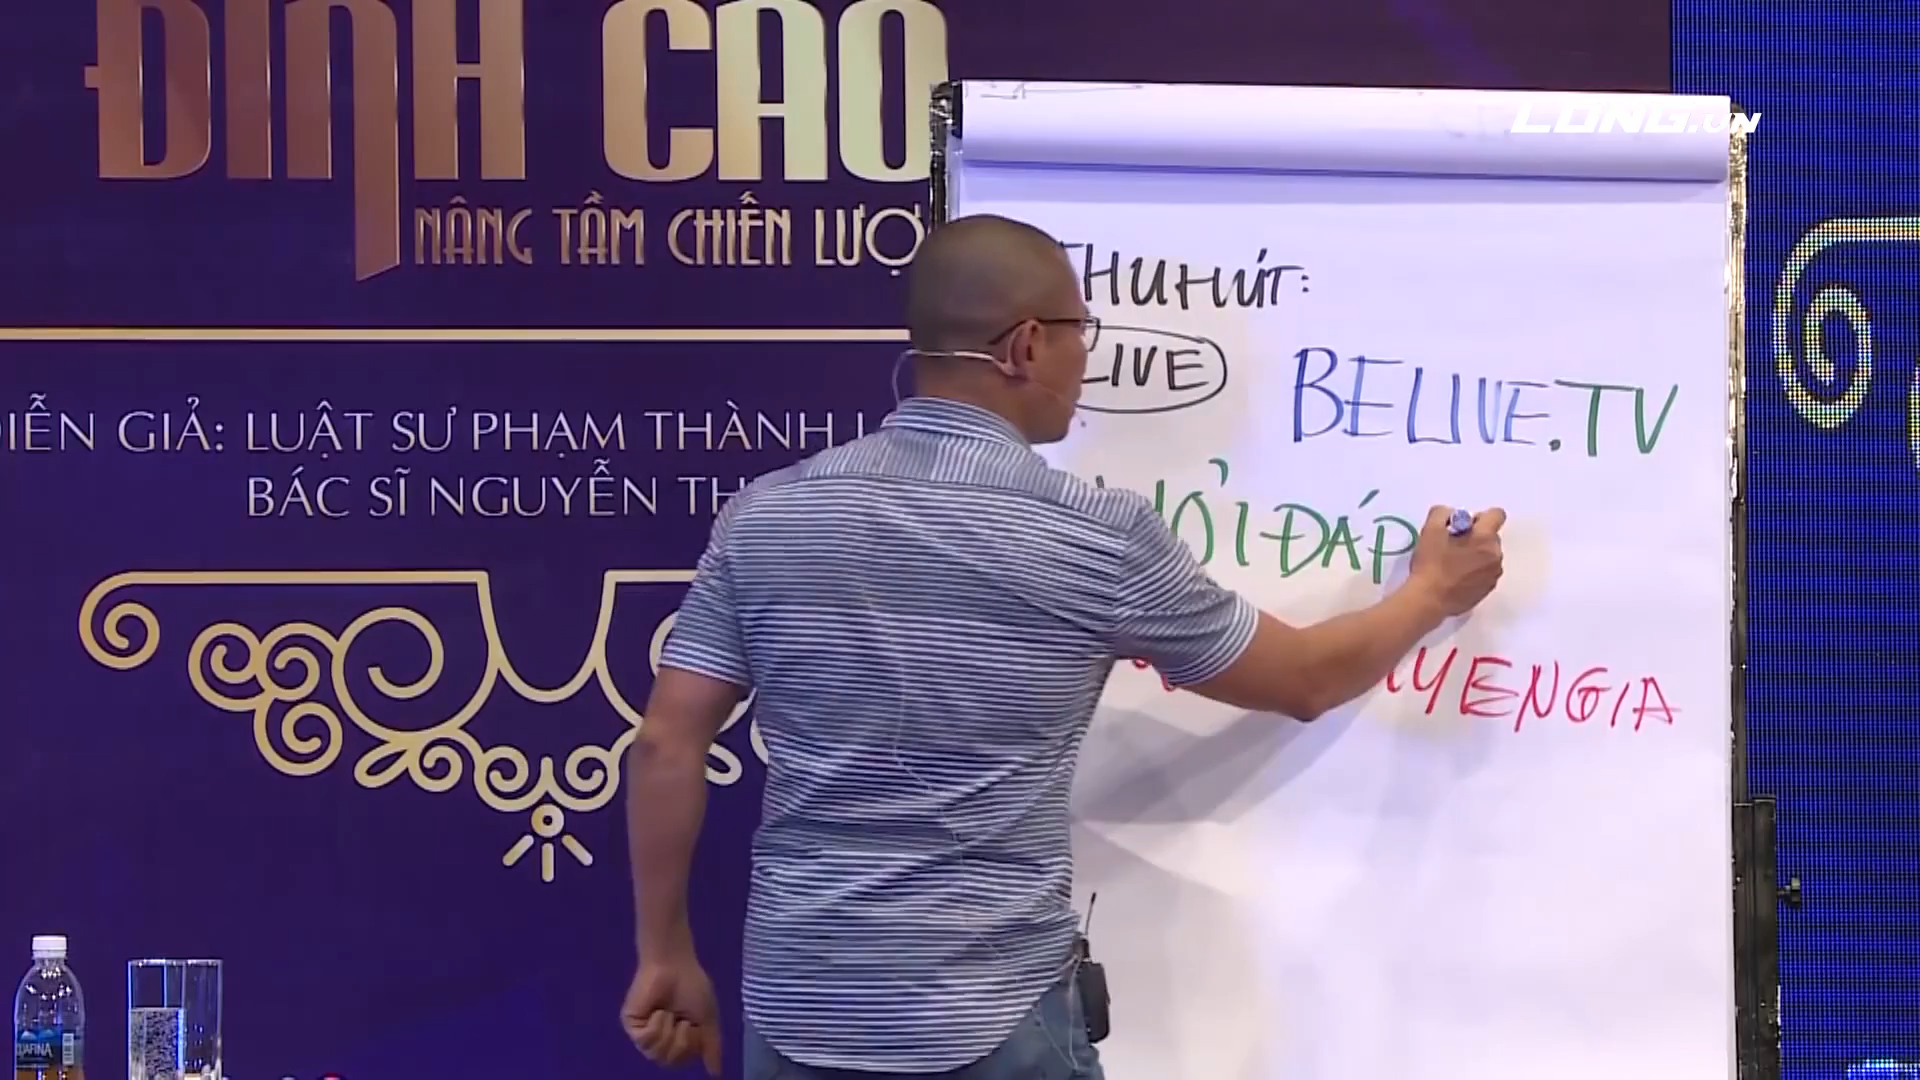 ĐỈNH CAO
NÂNG TẦM CHIẾN LƯỢ
DIỄN GIẢ: LUẬT SƯ PHẠM THÀNH L
BÁC SĨ NGUYỄN TH
LONG.VN
THU HÚT:
LIVE
BELIVE.TV
HỎI ĐÁP
YENGIA